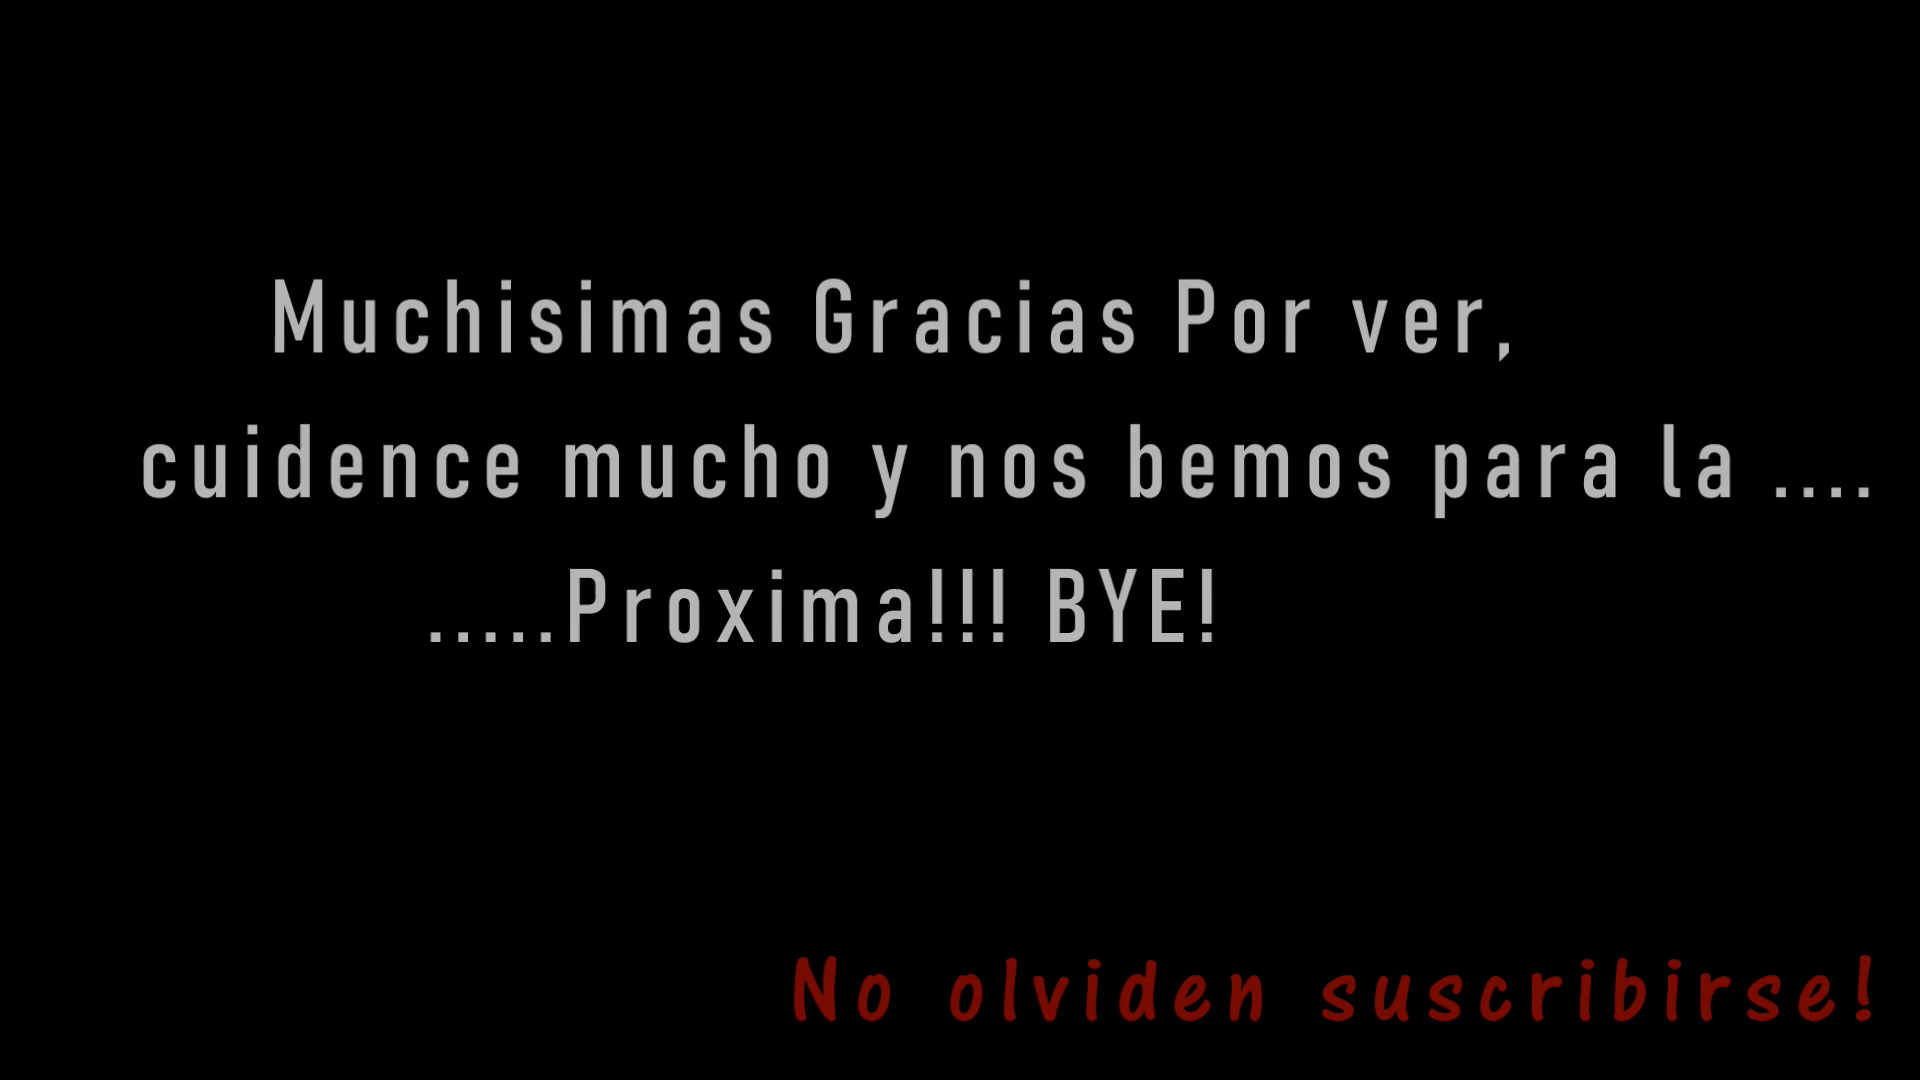 Muchisimas Gracias Por ver,
cuidence mucho y nos bemos para la ....
.....Proxima!!! BYE!
No olviden suscribirse!